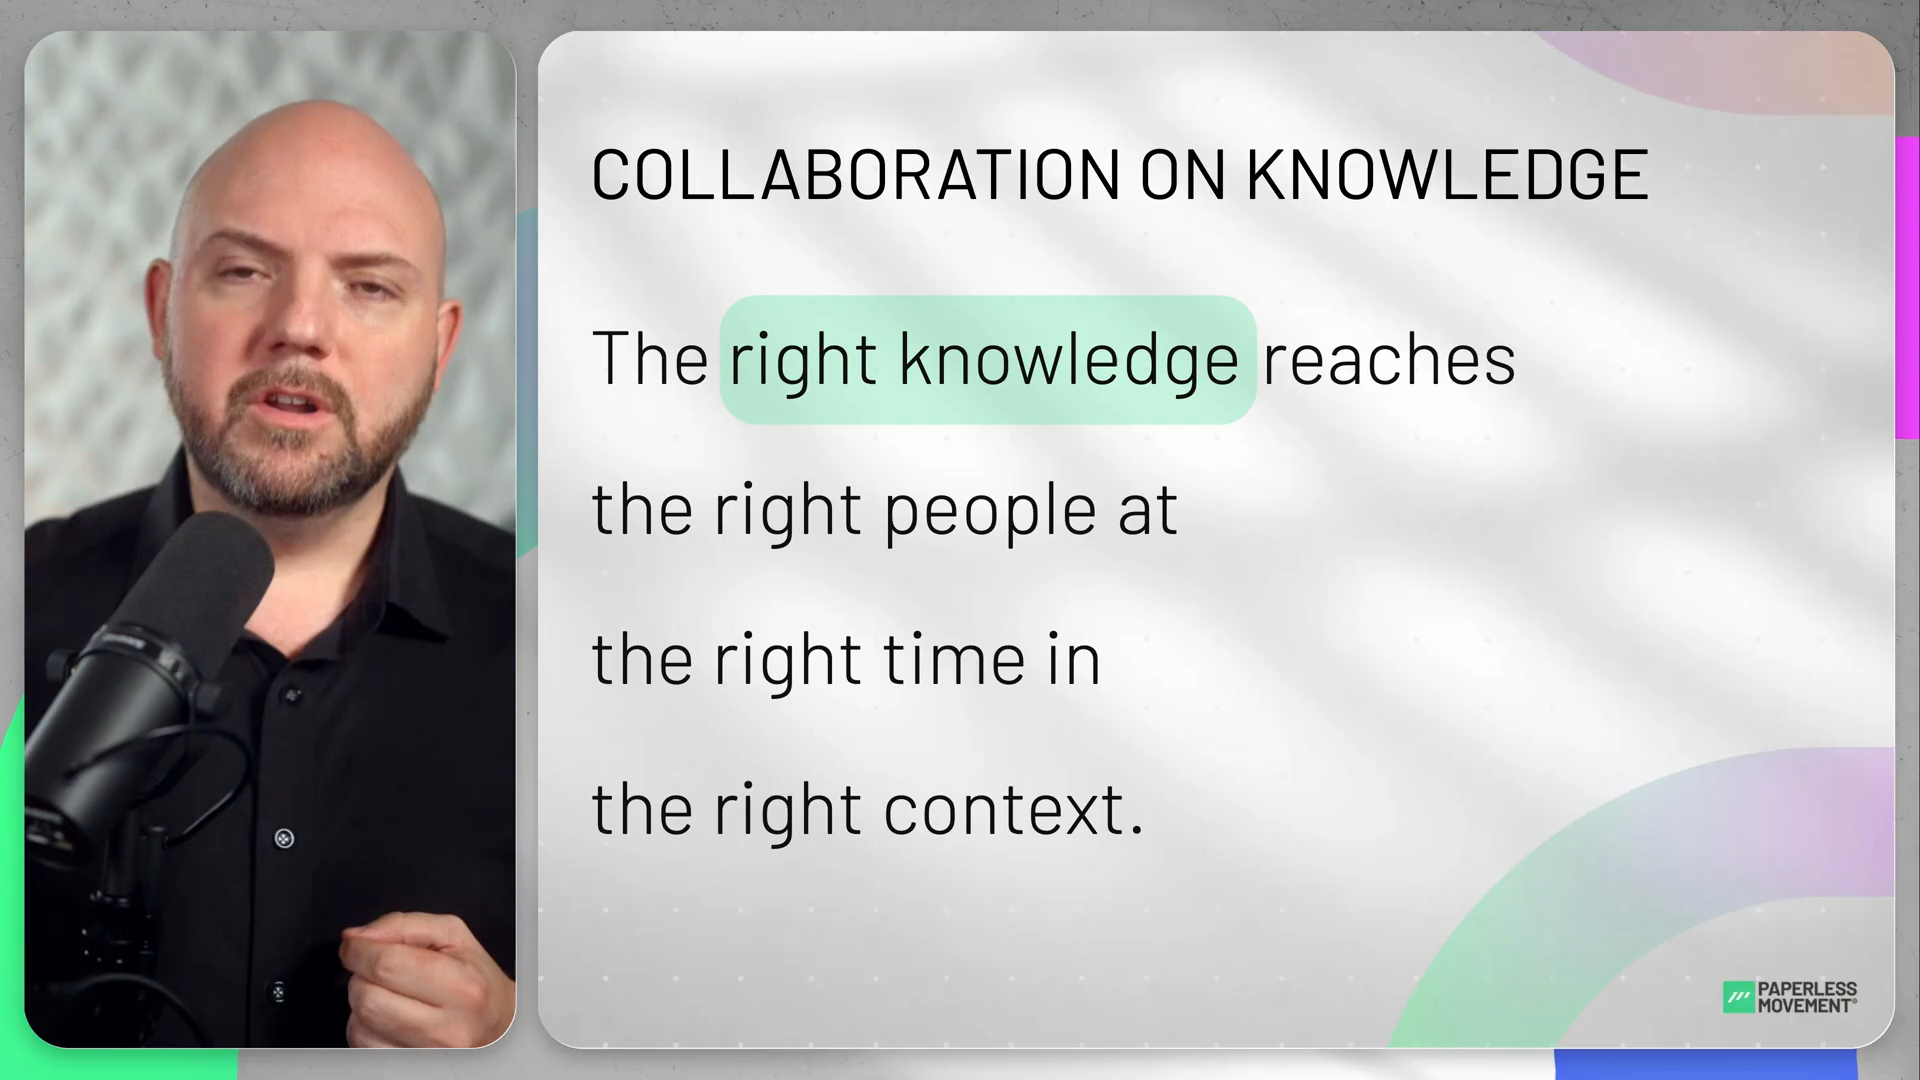 COLLABORATION ON KNOWLEDGE
The right knowledge reaches
the right people at
the right time in
the right context.
PAPERLESS
MOVEMENT®